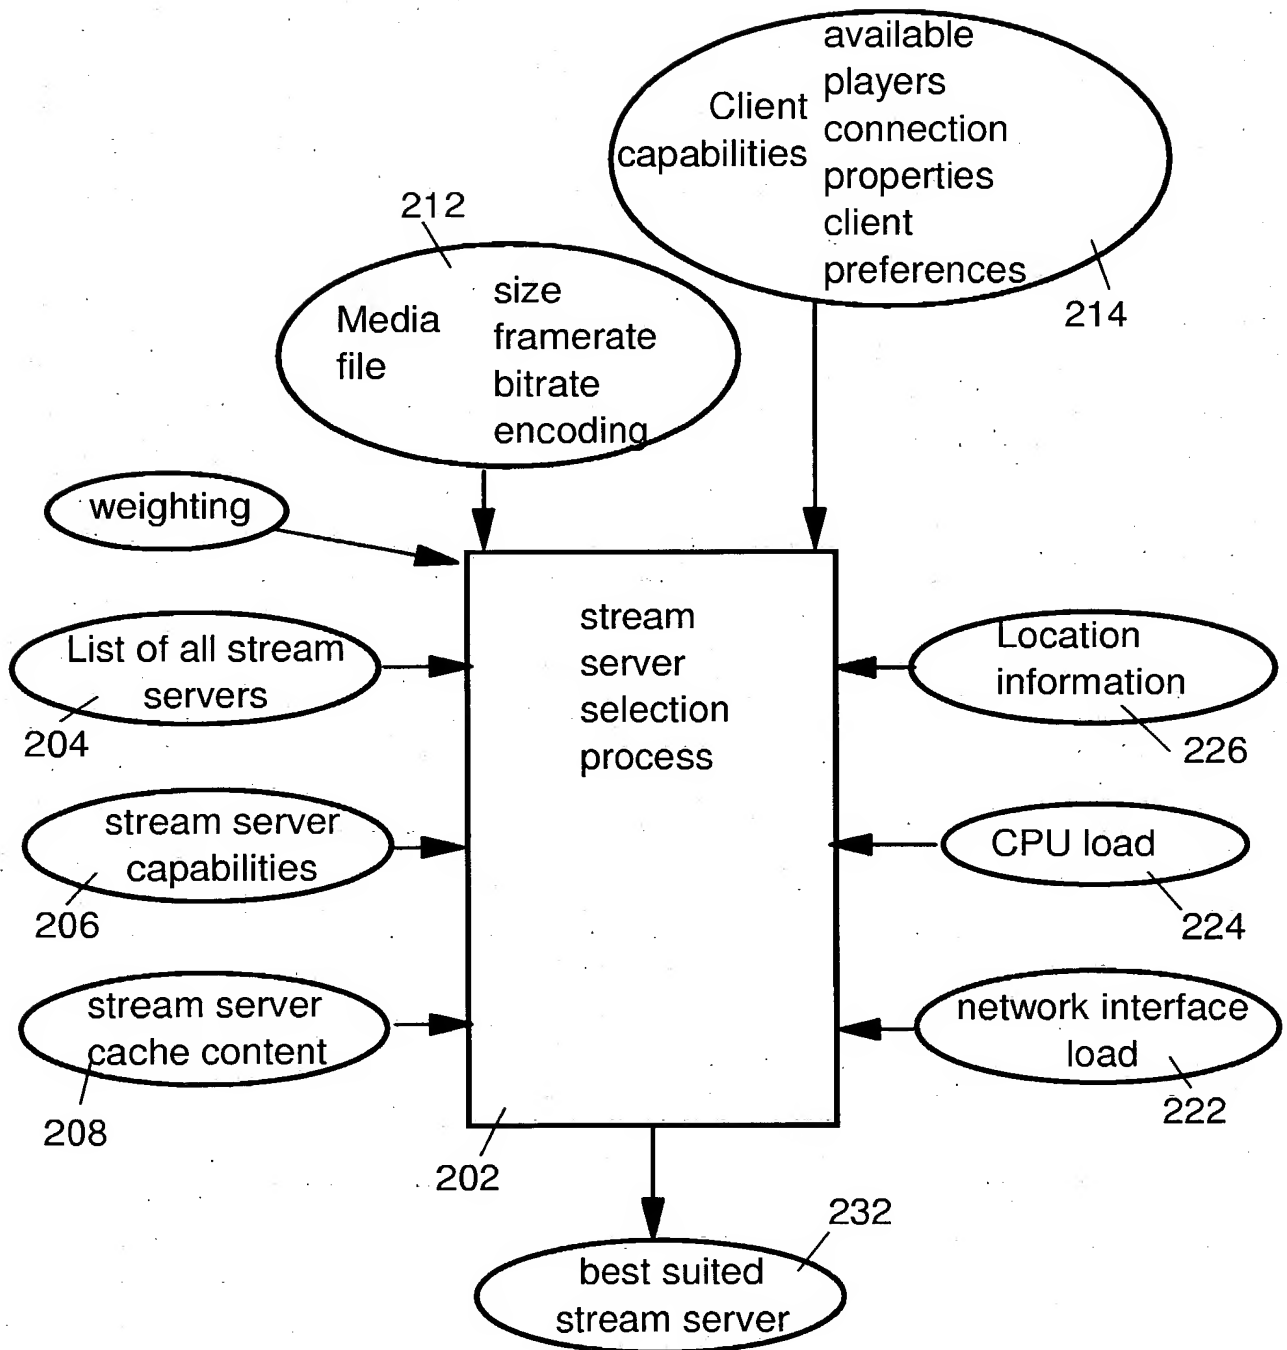 available
players
Client
connection
capabilities
properties
client
preferences
214
212
size
Media
framerate
file
bitrate
encoding
weighting
stream
server
selection
process
List of all stream
servers
204
Location
information
226
stream server
capabilities
206
CPU load
224
stream server
cache content
208
network interface
load
222
202
232
best suited
stream server